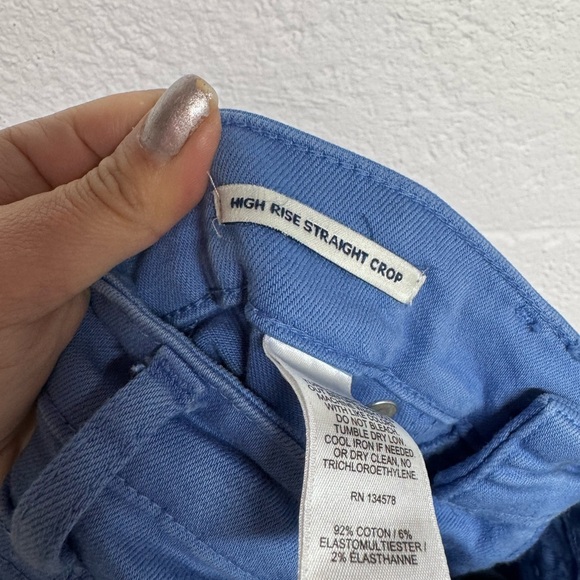 HIGH RISE STRAIGHT CROP
MACHINE
WITH LIKE
DO NOT BLEACH
TUMBLE DRY LOW
COOL IRON IF NEEDED
OR DRY CLEAN, NO
TRICHLOROETHYLENE.
RN 134578
92% COTTON / 6%
ELASTOMULTIESTER /
2% ELASTHANNE